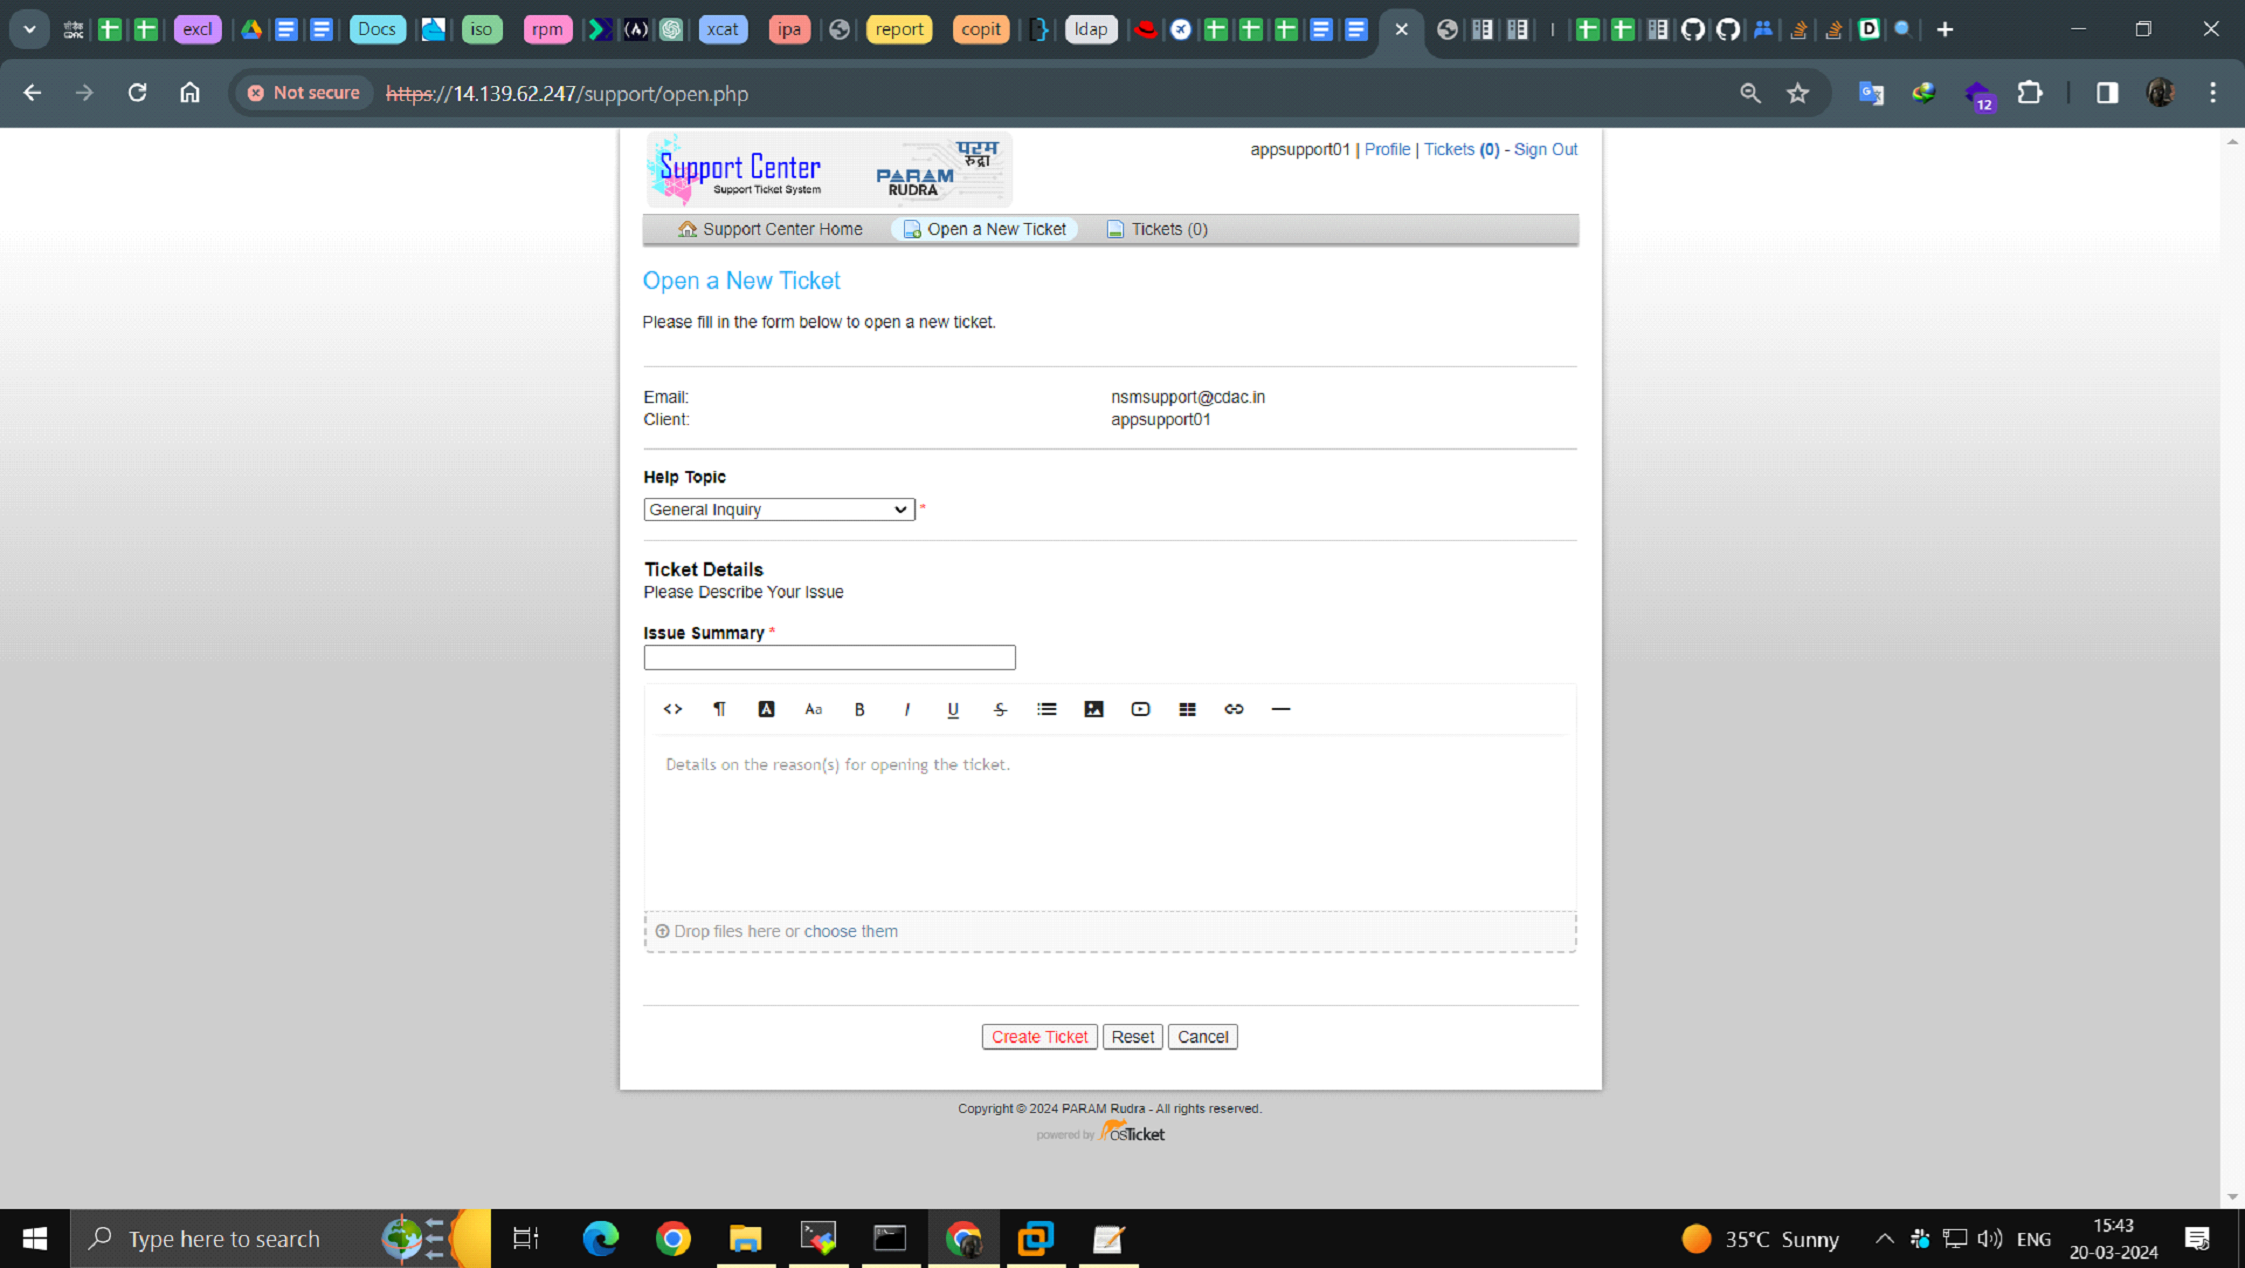 excl
Docs
iso
rpm
xcat
ipa
report
copit
ldap
Not secure
https://14.139.62.247/support/open.php
12
Support Center
Support Ticket System
परम
रुद्रा
PARAM
RUDRA
appsupport01 | Profile | Tickets (0) - Sign Out
Support Center Home
Open a New Ticket
Tickets (0)
Open a New Ticket
Please fill in the form below to open a new ticket.
Email: nsmsupport@cdac.in
Client: appsupport01
Help Topic
General Inquiry *
Ticket Details
Please Describe Your Issue
Issue Summary *
Details on the reason(s) for opening the ticket.
Drop files here or choose them
Create Ticket Reset Cancel
Copyright © 2024 PARAM Rudra - All rights reserved.
powered by osTicket
Type here to search
35°C Sunny
ENG
15:43
20-03-2024